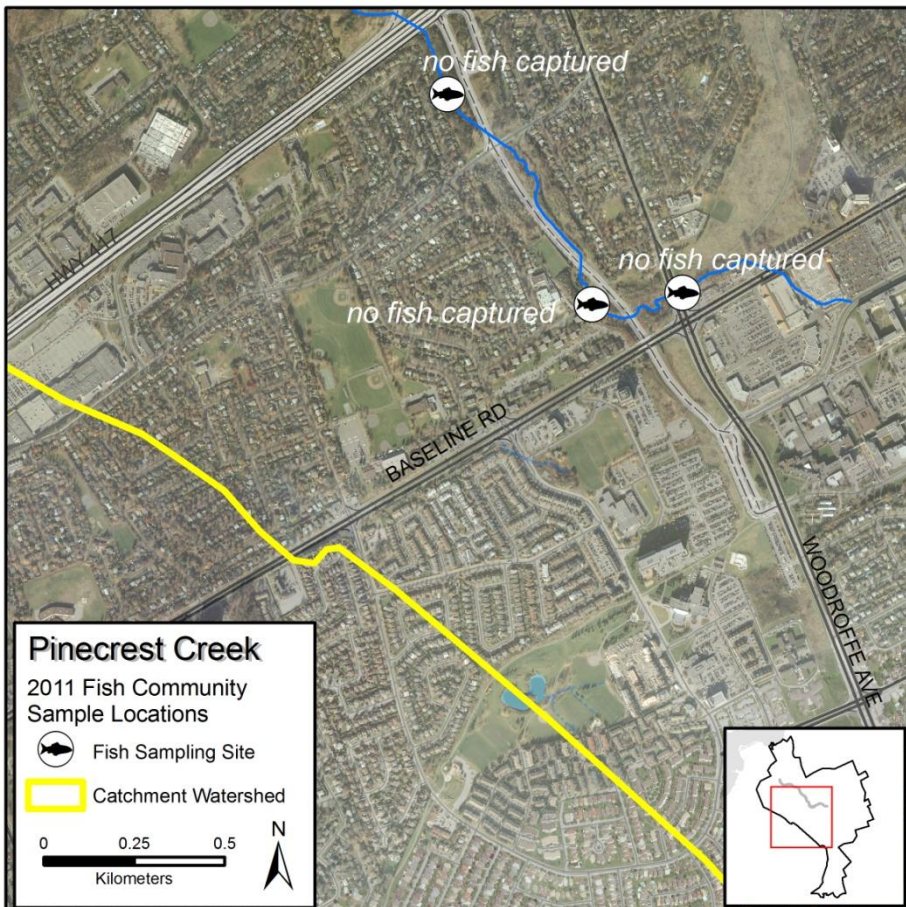 no fish captured
no fish captured
no fish captured
HWY 417
BASELINE RD
WOODROFFE AVE
Pinecrest Creek
2011 Fish Community
Sample Locations
Fish Sampling Site
Catchment Watershed
0 0.25 0.5
Kilometers
N